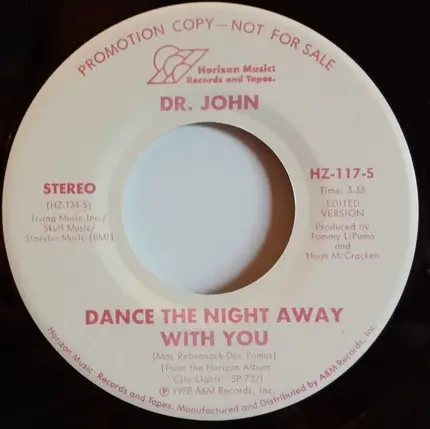 PROMOTION COPY—NOT FOR SALE
Horizon Music:
Records and Tapes.
DR. JOHN
STEREO
(HZ-134-S)
Irving Music Inc./
Skull Music/
Stazybo Music (BMI)
HZ-117-S
Time: 3:33
EDITED
VERSION
Produced by
Tommy LiPuma
and
Hugh McCracken
DANCE THE NIGHT AWAY
WITH YOU
(Mac Rebennack-Doc Pomus)
(From the Horizon Album
"City Lights" SP-732)
℗ 1978 A&M Records, Inc.
Horizon Music: Records and Tapes. Manufactured and Distributed by A&M Records, Inc.